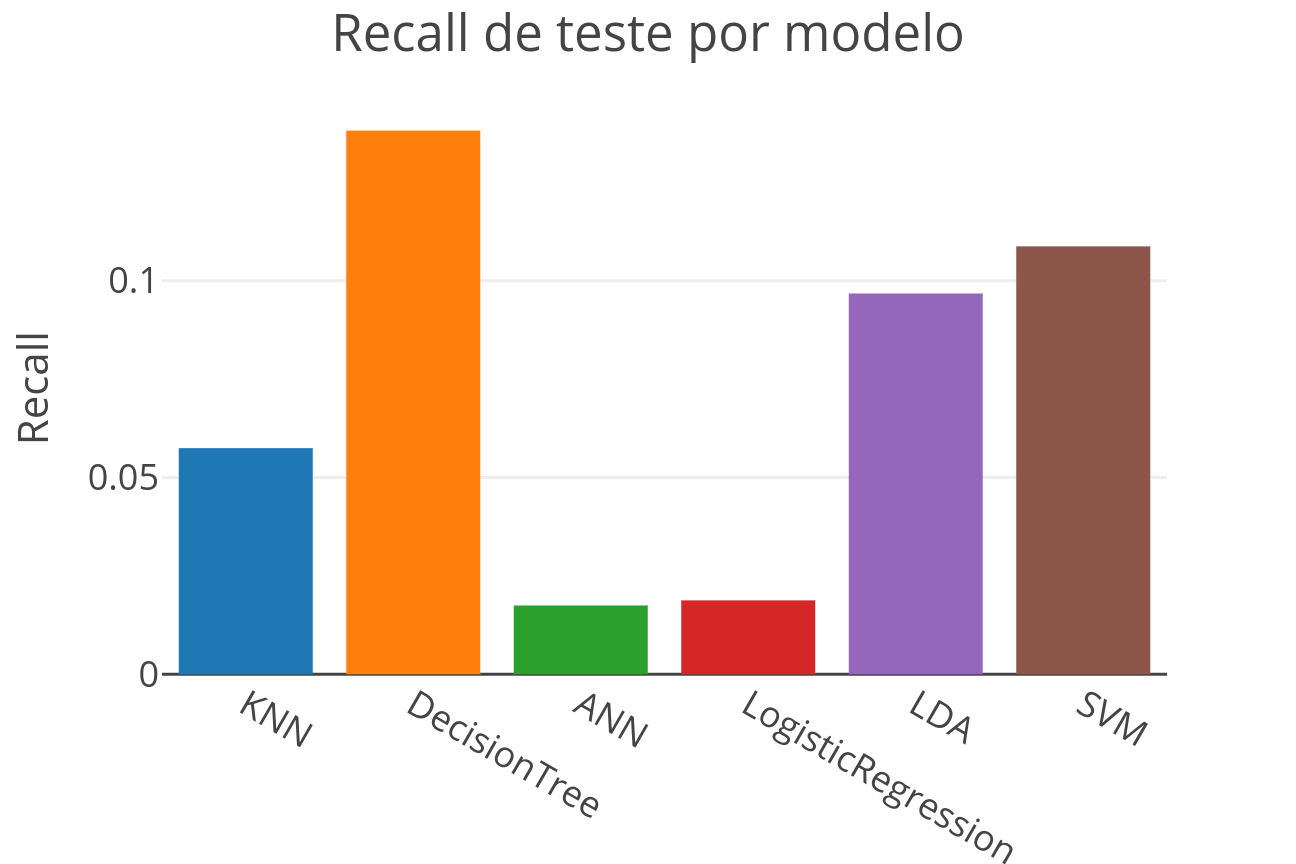 Recall de teste por modelo
Recall
0.1
0.05
0
KNN
DecisionTree
ANN
LogisticRegression
LDA
SVM